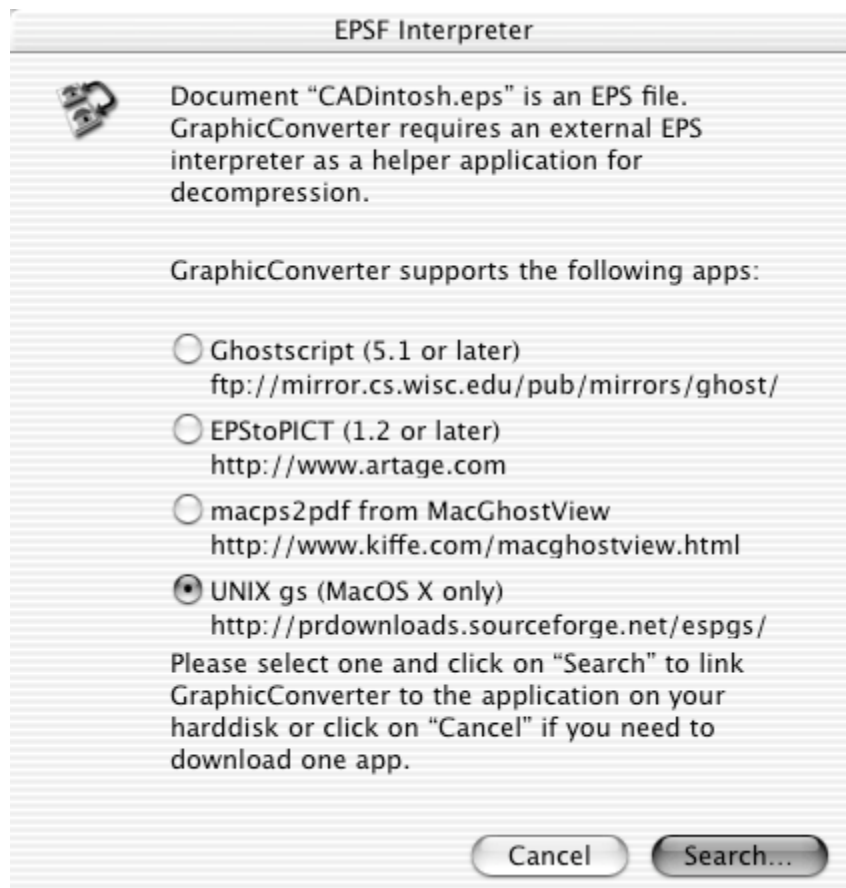 EPSF Interpreter
Document “CADintosh.eps” is an EPS file.
GraphicConverter requires an external EPS
interpreter as a helper application for
decompression.
GraphicConverter supports the following apps:
Ghostscript (5.1 or later)
ftp://mirror.cs.wisc.edu/pub/mirrors/ghost/
EPStoPICT (1.2 or later)
http://www.artage.com
macps2pdf from MacGhostView
http://www.kiffe.com/macghostview.html
UNIX gs (MacOS X only)
http://prdownloads.sourceforge.net/espgs/
Please select one and click on “Search” to link
GraphicConverter to the application on your
harddisk or click on “Cancel” if you need to
download one app.
Cancel Search...